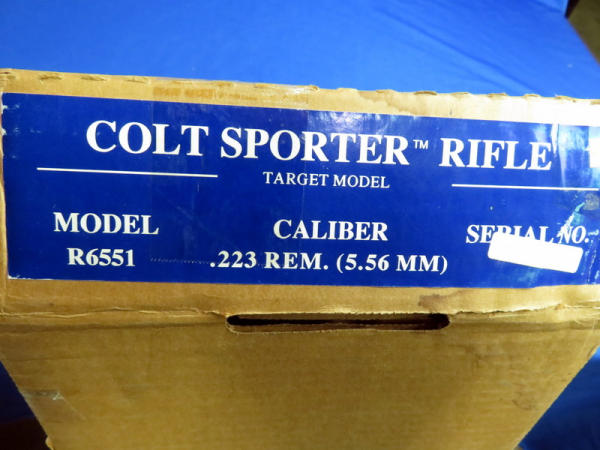 COLT SPORTER™ RIFLE
TARGET MODEL
MODEL CALIBER SERIAL NO.
R6551 .223 REM. (5.56 MM)